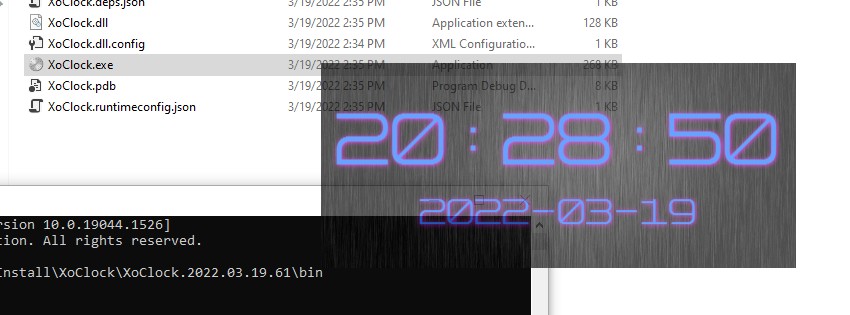 XoClock.deps.json 3/19/2022 2:35 PM JSON File 1 KB
XoClock.dll 3/19/2022 2:35 PM Application exten... 128 KB
XoClock.dll.config 3/19/2022 2:34 PM XML Configuratio... 1 KB
XoClock.exe 3/19/2022 2:35 PM Application 268 KB
XoClock.pdb 3/19/2022 2:35 PM Program Debug D... 8 KB
XoClock.runtimeconfig.json 3/19/2022 2:35 PM JSON File 1 KB
20:28:50
2022-03-19
rsion 10.0.19044.1526]
tion. All rights reserved.
Install\XoClock\XoClock.2022.03.19.61\bin